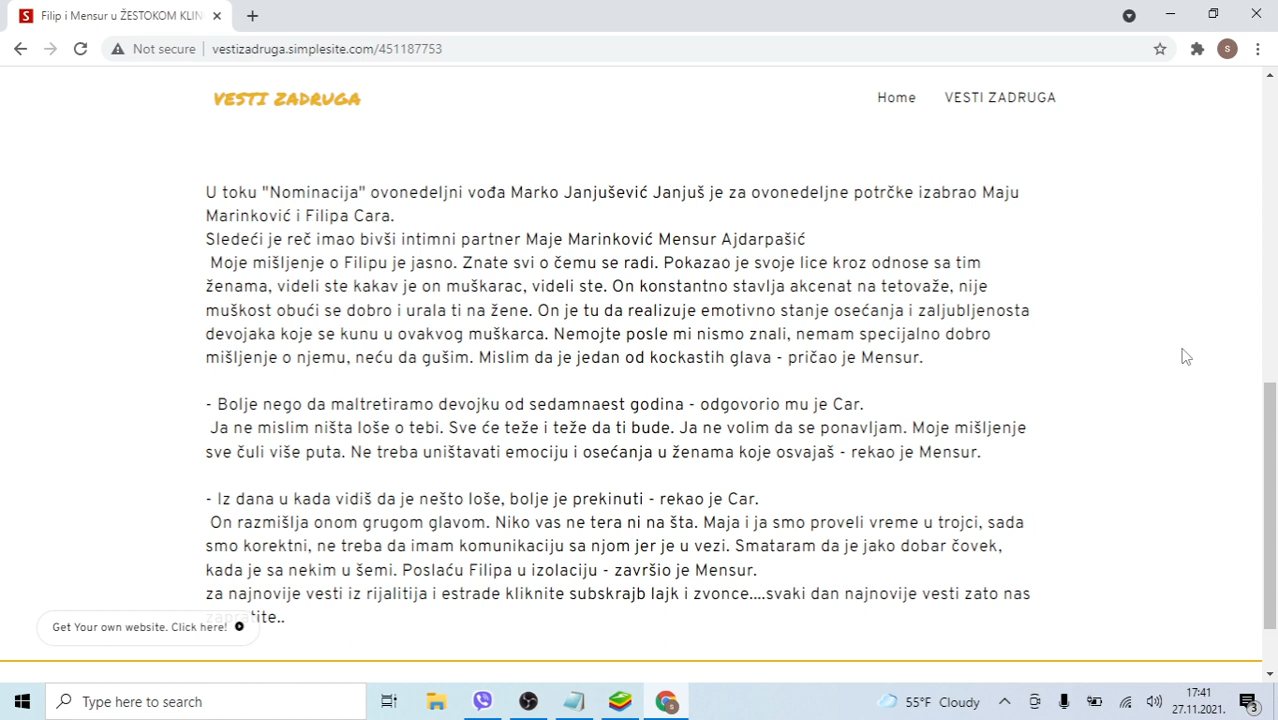 Filip i Mensur u ŽESTOKOM KLIN
Not secure | vestizadruga.simplesite.com/451187753
S
VESTI ZADRUGA
Home VESTI ZADRUGA
U toku "Nominacija" ovonedeljni vođa Marko Janjušević Janjuš je za ovonedeljne potrčke izabrao Maju
Marinković i Filipa Cara.
Sledeći je reč imao bivši intimni partner Maje Marinković Mensur Ajdarpašić
Moje mišljenje o Filipu je jasno. Znate svi o čemu se radi. Pokazao je svoje lice kroz odnose sa tim
ženama, videli ste kakav je on muškarac, videli ste. On konstantno stavlja akcenat na tetovaže, nije
muškost obući se dobro i urala ti na žene. On je tu da realizuje emotivno stanje osećanja i zaljubljenosta
devojaka koje se kunu u ovakvog muškarca. Nemojte posle mi nismo znali, nemam specijalno dobro
mišljenje o njemu, neću da gušim. Mislim da je jedan od kockastih glava - pričao je Mensur.
- Bolje nego da maltretiramo devojku od sedamnaest godina - odgovorio mu je Car.
Ja ne mislim ništa loše o tebi. Sve će teže i teže da ti bude. Ja ne volim da se ponavljam. Moje mišljenje
sve čuli više puta. Ne treba uništavati emociju i osećanja u ženama koje osvajaš - rekao je Mensur.
- Iz dana u kada vidiš da je nešto loše, bolje je prekinuti - rekao je Car.
On razmišlja onom grugom glavom. Niko vas ne tera ni na šta. Maja i ja smo proveli vreme u trojci, sada
smo korektni, ne treba da imam komunikaciju sa njom jer je u vezi. Smataram da je jako dobar čovek,
kada je sa nekim u šemi. Poslaću Filipa u izolaciju - završio je Mensur.
za najnovije vesti iz rijalitija i estrade kliknite subskrajb lajk i zvonce....svaki dan najnovije vesti zato nas
zapratite..
Get Your own website. Click here!
Type here to search
55°F Cloudy
17:41
27.11.2021.
3